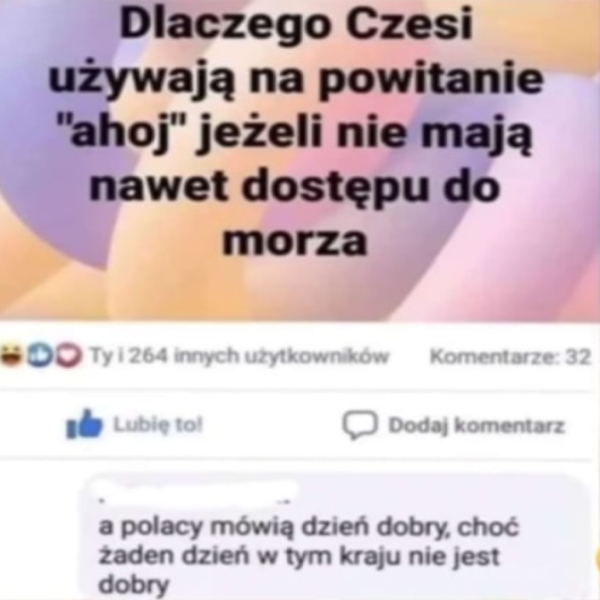 Dlaczego Czesi
używają na powitanie
"ahoj" jeżeli nie mają
nawet dostępu do
morza
Ty i 264 innych użytkowników Komentarze: 32
Lubię to! Dodaj komentarz
a polacy mówią dzień dobry, choć
żaden dzień w tym kraju nie jest
dobry